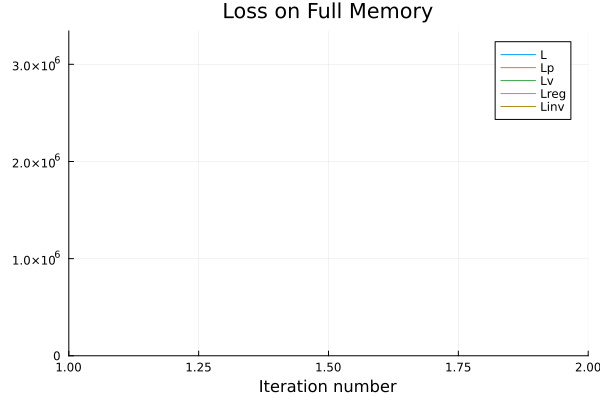 Loss on Full Memory
L
Lp
Lv
Lreg
Linv
3.0×10⁶
2.0×10⁶
1.0×10⁶
0
1.00 1.25 1.50 1.75 2.00
Iteration number